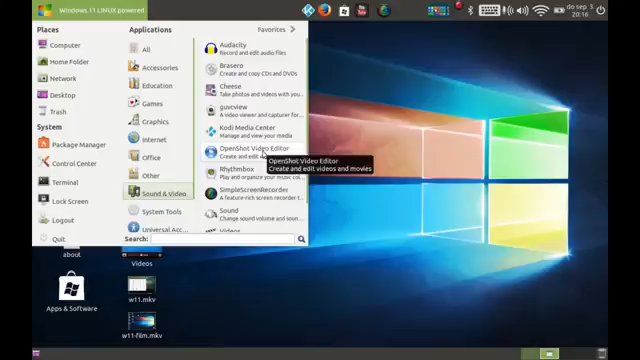 Windows 11 LINUX powered
do sep 3
20:16
Places
Computer
Home Folder
Network
Desktop
Trash
System
Package Manager
Control Center
Terminal
Lock Screen
Logout
Quit
Applications
All
Accessories
Education
Games
Graphics
Internet
Office
Other
Sound & Video
System Tools
Universal Acc...
Favorites
Audacity
Record and edit audio files
Brasero
Create and copy CDs and DVDs
Cheese
Take photos and videos with you...
guvcview
A video viewer and capturer for...
Kodi Media Center
Manage and view your media
OpenShot Video Editor
Create and edit
Rhythmbox
Play and organize your music col...
SimpleScreenRecorder
A feature-rich screen recorder t...
Sound
Change sound volume and soun...
Videos
OpenShot Video Editor
Create and edit videos and movies
Search:
about
Videos
Apps & Software
w11.mkv
w11-film.mkv